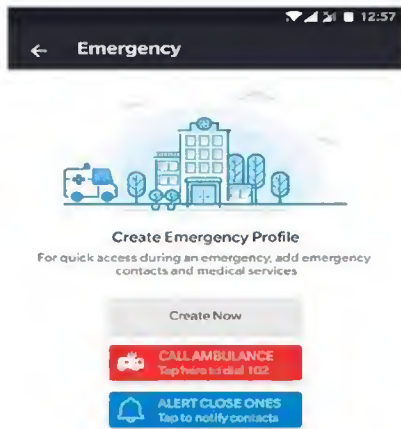 12:57
Emergency
Create Emergency Profile
For quick access during an emergency, add emergency
contacts and medical services
Create Now
CALL AMBULANCE
Tap here to dial 102
ALERT CLOSE ONES
Tap to notify contacts